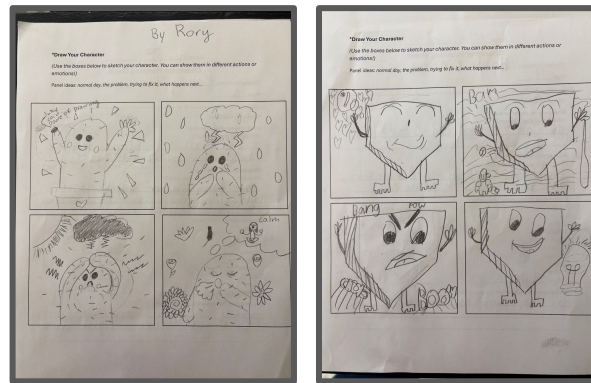 By Rory
*Draw Your Character
(Use the boxes below to sketch your character. You can show them in different actions or
emotions!)
Panel ideas: normal day, the problem, trying to fix it, what happens next...
calm
*Draw Your Character
(Use the boxes below to sketch your character. You can show them in different actions or
emotions!)
Panel ideas: normal day, the problem, trying to fix it, what happens next...
Bam
Bang Pow
Boo